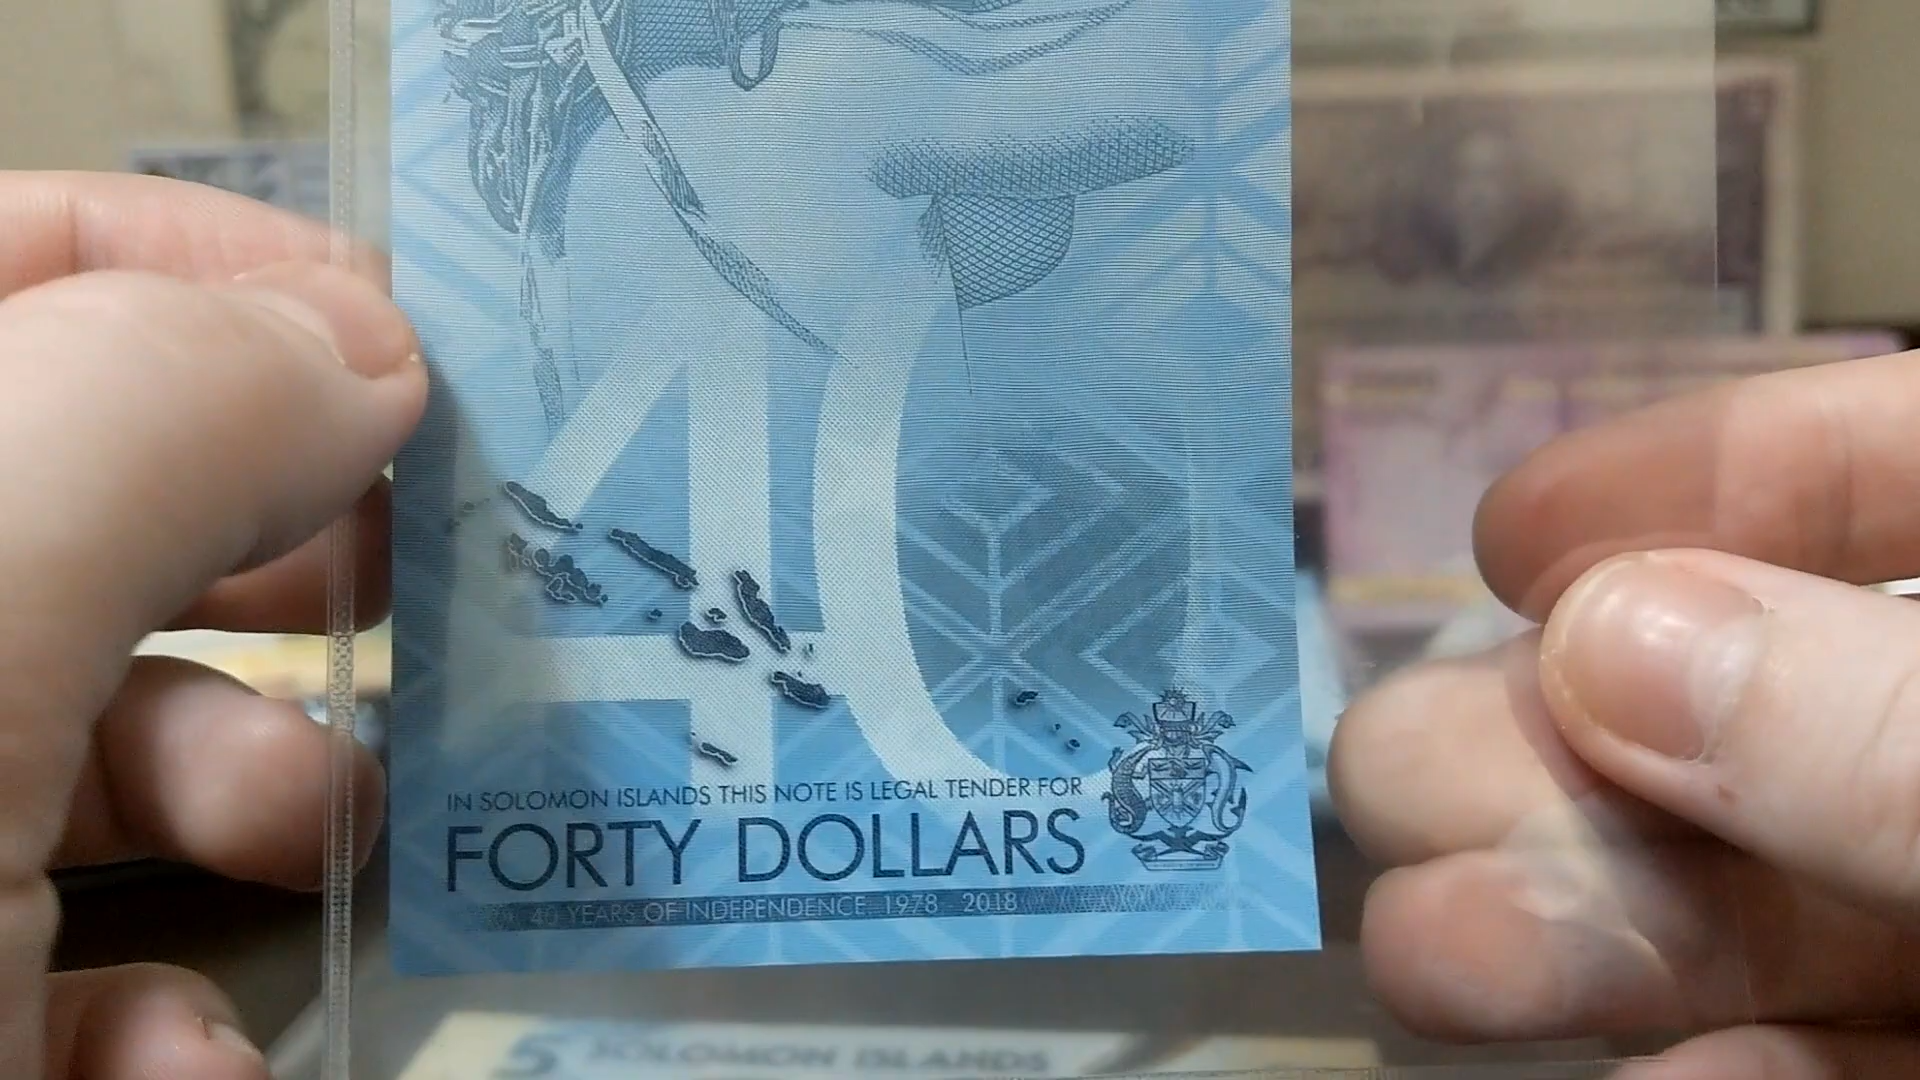 40
IN SOLOMON ISLANDS THIS NOTE IS LEGAL TENDER FOR
FORTY DOLLARS
40 YEARS OF INDEPENDENCE 1978 - 2018
5 SOLOMON ISLANDS